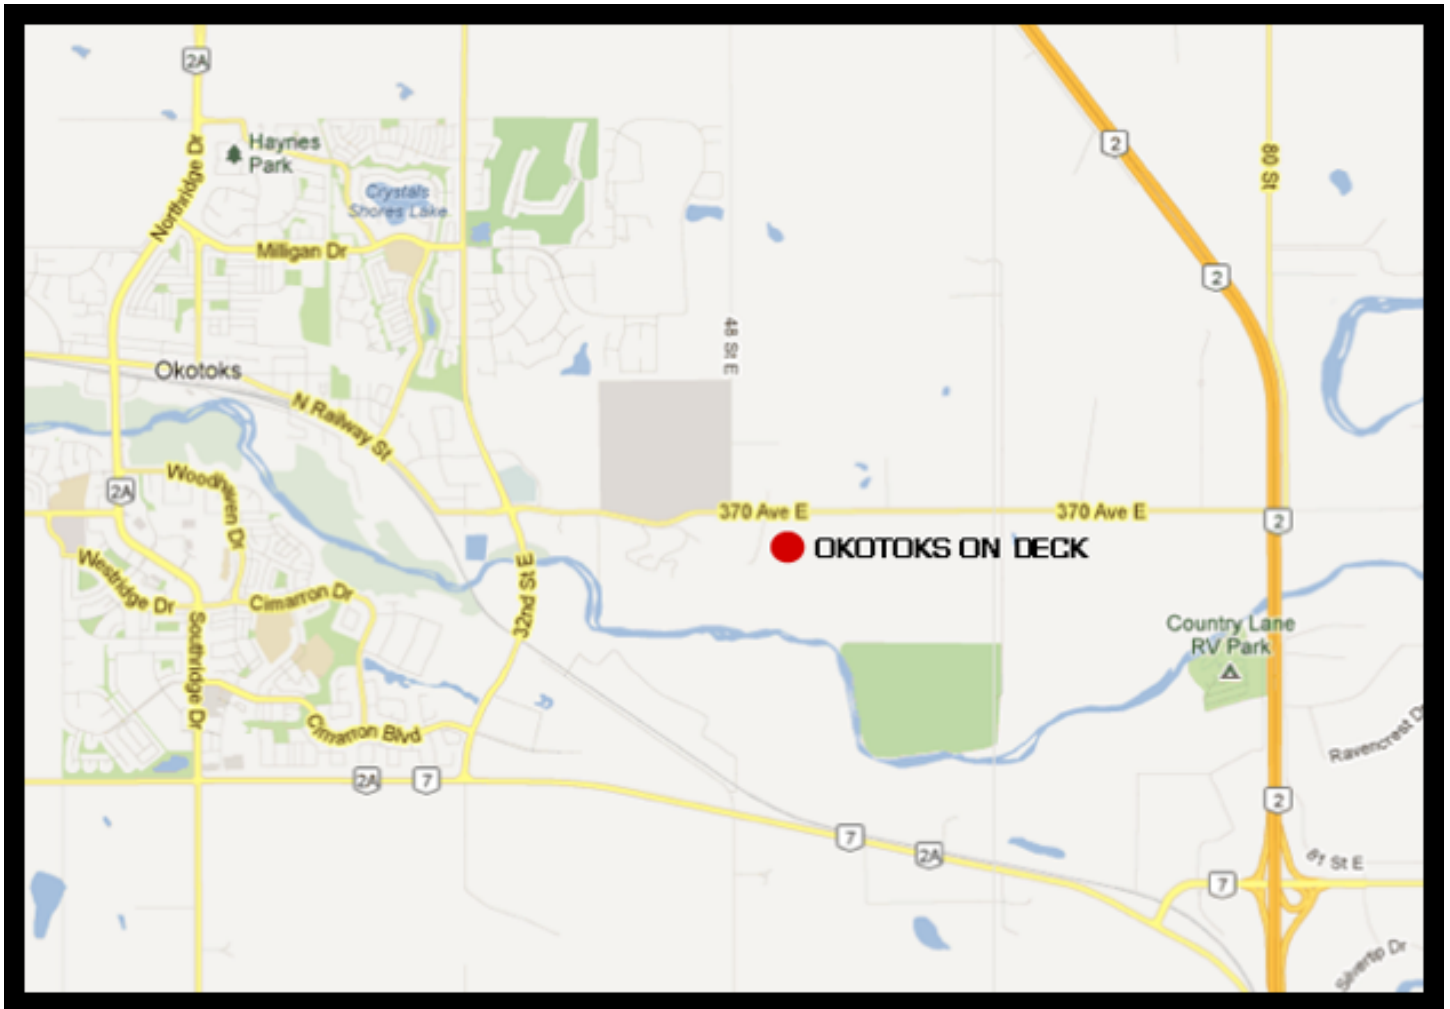 2A
2
80 St
Haynes
Park
Northridge Dr
Crystals
Shores Lake
Milligan Dr
2
48 St E
Okotoks
N Railway St
Woodhaven Dr
2A
370 Ave E
370 Ave E
2
OKOTOKS ON DECK
Westridge Dr
Cimarron Dr
32nd St E
Southridge Dr
Country Lane
RV Park
Cimarron Blvd
Ravencrest Dr
2A
7
2
7
2A
81 St E
7
Silvertip Dr